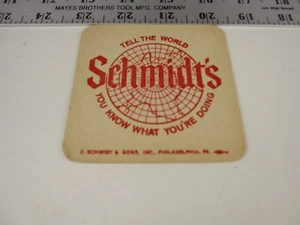 MAYES BROTHERS TOOL MFG. COMPANY
TELL THE WORLD
Schmidt's
YOU KNOW WHAT YOU'RE DOING
C. SCHMIDT & SONS, INC., PHILADELPHIA, PA.